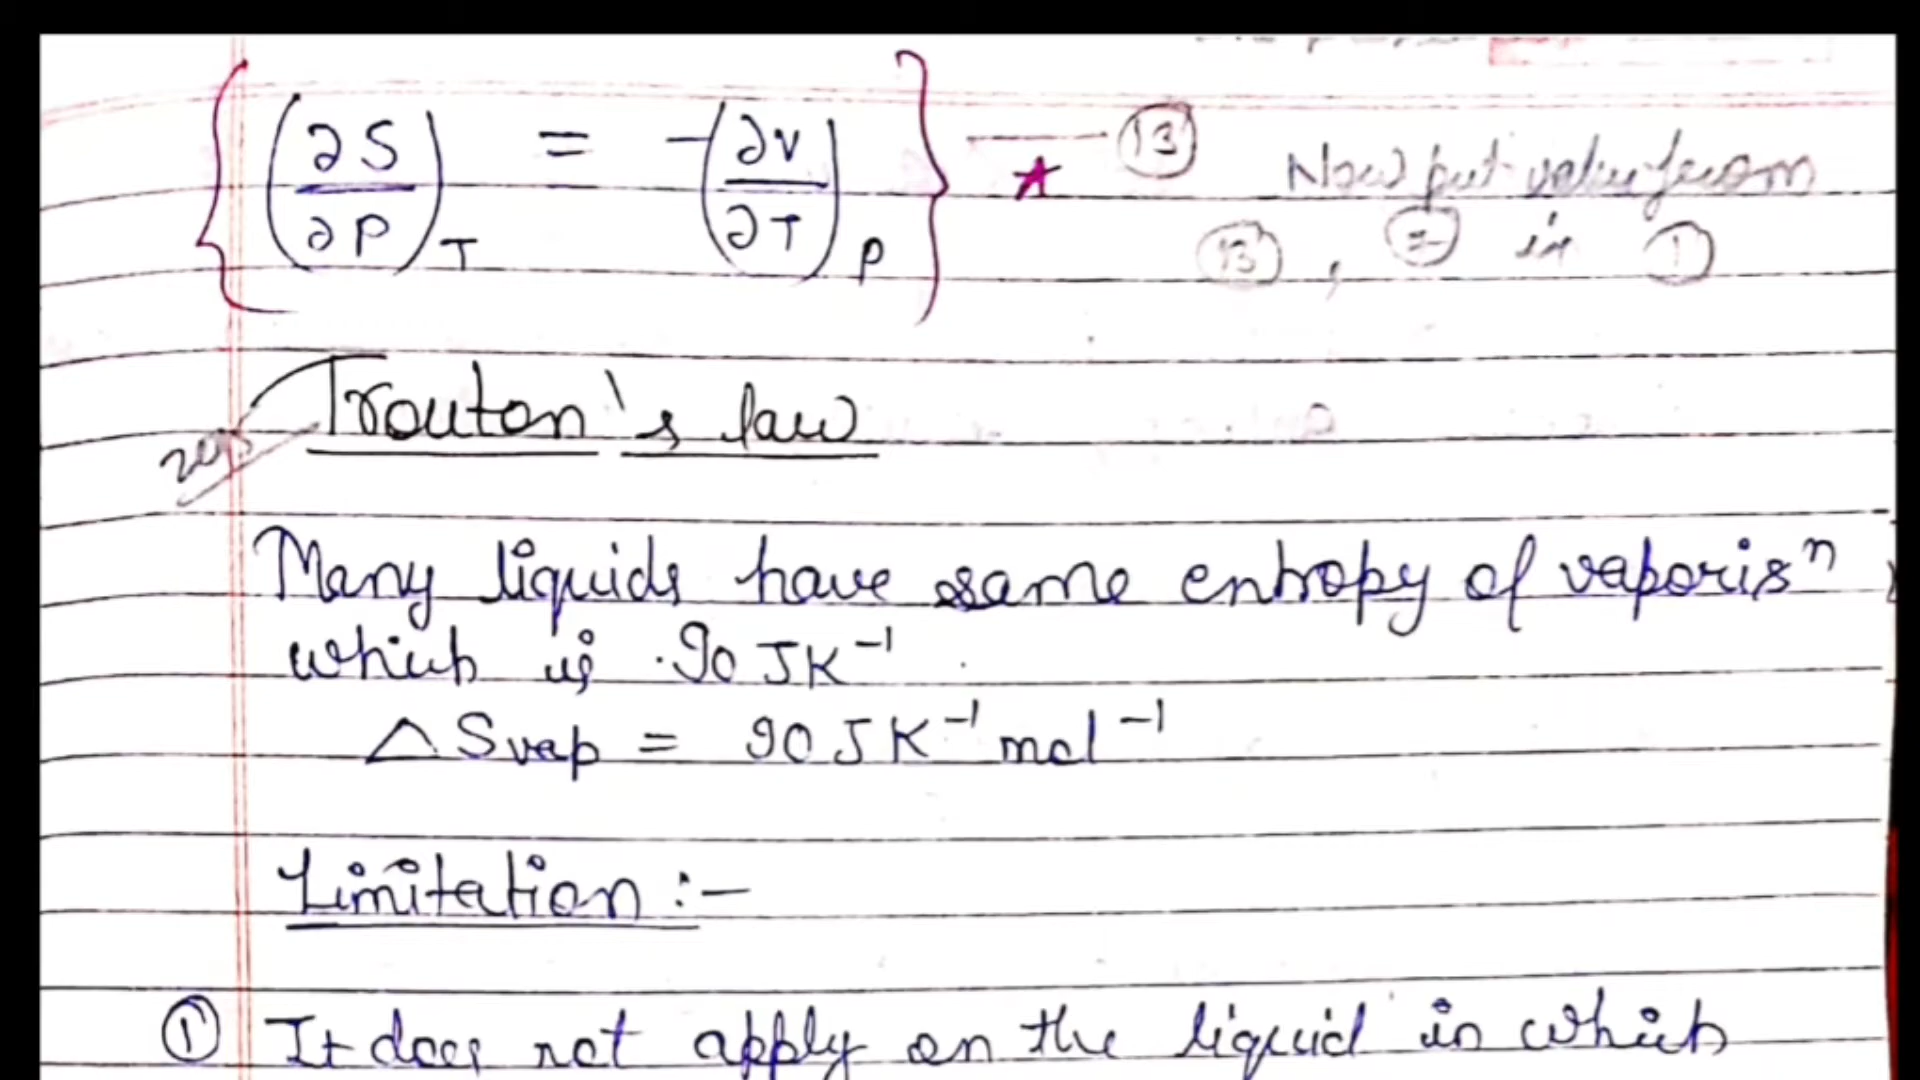 (∂S/∂P)T = -(∂V/∂T)P — (13)
Now put value from
(13), in (1)
Trouton's law
Many liquids have same entropy of vaporisⁿ
which is 90 JK⁻¹
△Svap = 90 JK⁻¹ mol⁻¹
Limitation :-
(1) It does not apply on the liquid in which